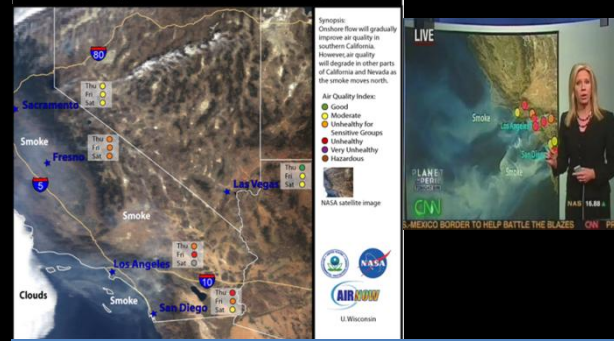 80
Thu
Fri
Sat
Sacramento
Smoke
Thu
Fri
Sat
Fresno
5
Thu
Fri
Sat
Las Vegas
Smoke
Thu
Fri
Sat
Los Angeles
10
Clouds
Smoke
Thu
Fri
Sat
San Diego
Synopsis:
Onshore flow will gradually
improve air quality in
southern California.
However, air quality
will degrade in other parts
of California and Nevada as
the smoke moves north.
Air Quality Index:
Good
Moderate
Unhealthy for
Sensitive Groups
Unhealthy
Very Unhealthy
Hazardous
NASA satellite image
NASA
AIRNOW
U.Wisconsin
LIVE
Smoke
Los Angeles
San Diego
Smoke
PLANET
CNN
NAS 16.88
S.-MEXICO BORDER TO HELP BATTLE THE BLAZES CNN